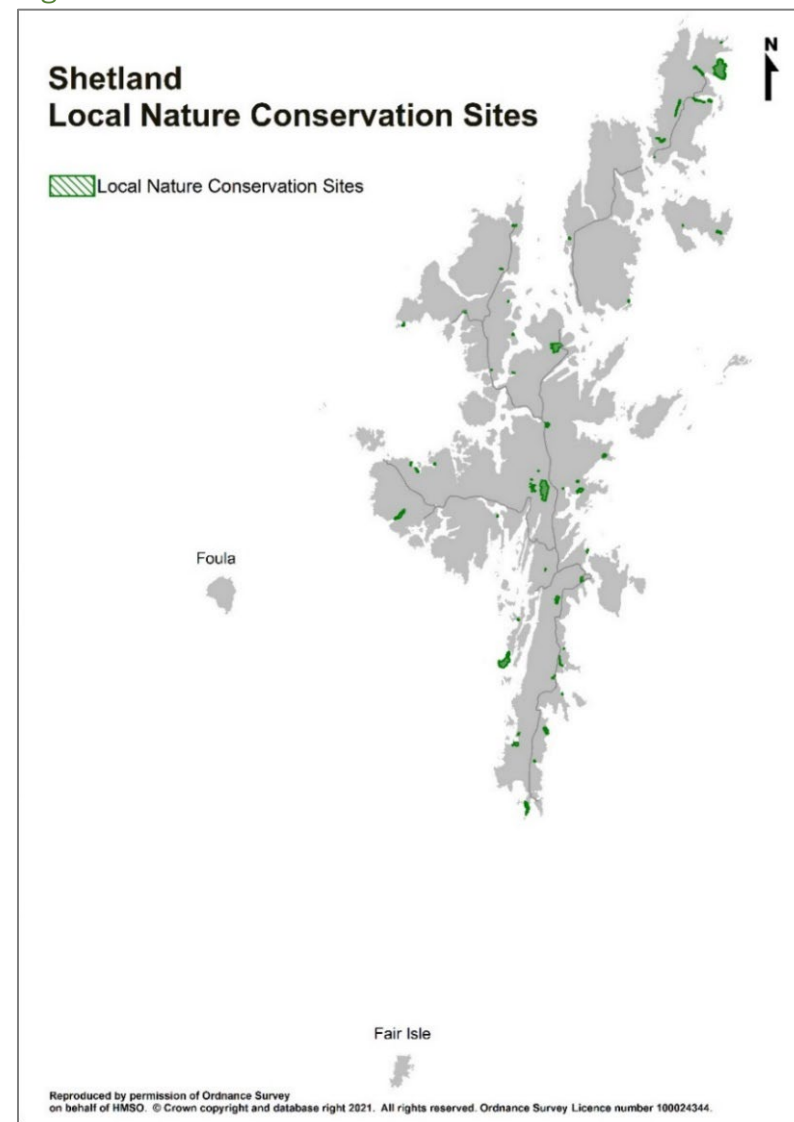 Shetland
Local Nature Conservation Sites
N
Local Nature Conservation Sites
Foula
Fair Isle
Reproduced by permission of Ordnance Survey
on behalf of HMSO. © Crown copyright and database right 2021. All rights reserved. Ordnance Survey Licence number 100024344.